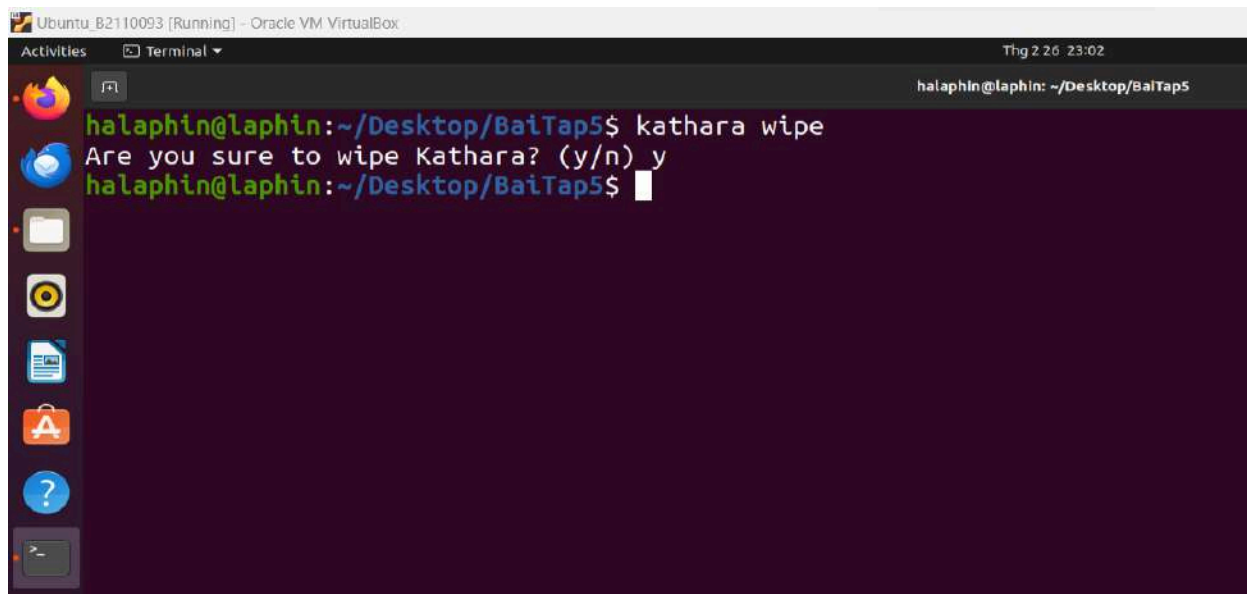 Ubuntu_B2110093 [Running] - Oracle VM VirtualBox
Activities Terminal Thg 2 26 23:02
halaphin@laphin: ~/Desktop/BaiTap5
halaphin@laphin:~/Desktop/BaiTap5$ kathara wipe
Are you sure to wipe Kathara? (y/n) y
halaphin@laphin:~/Desktop/BaiTap5$